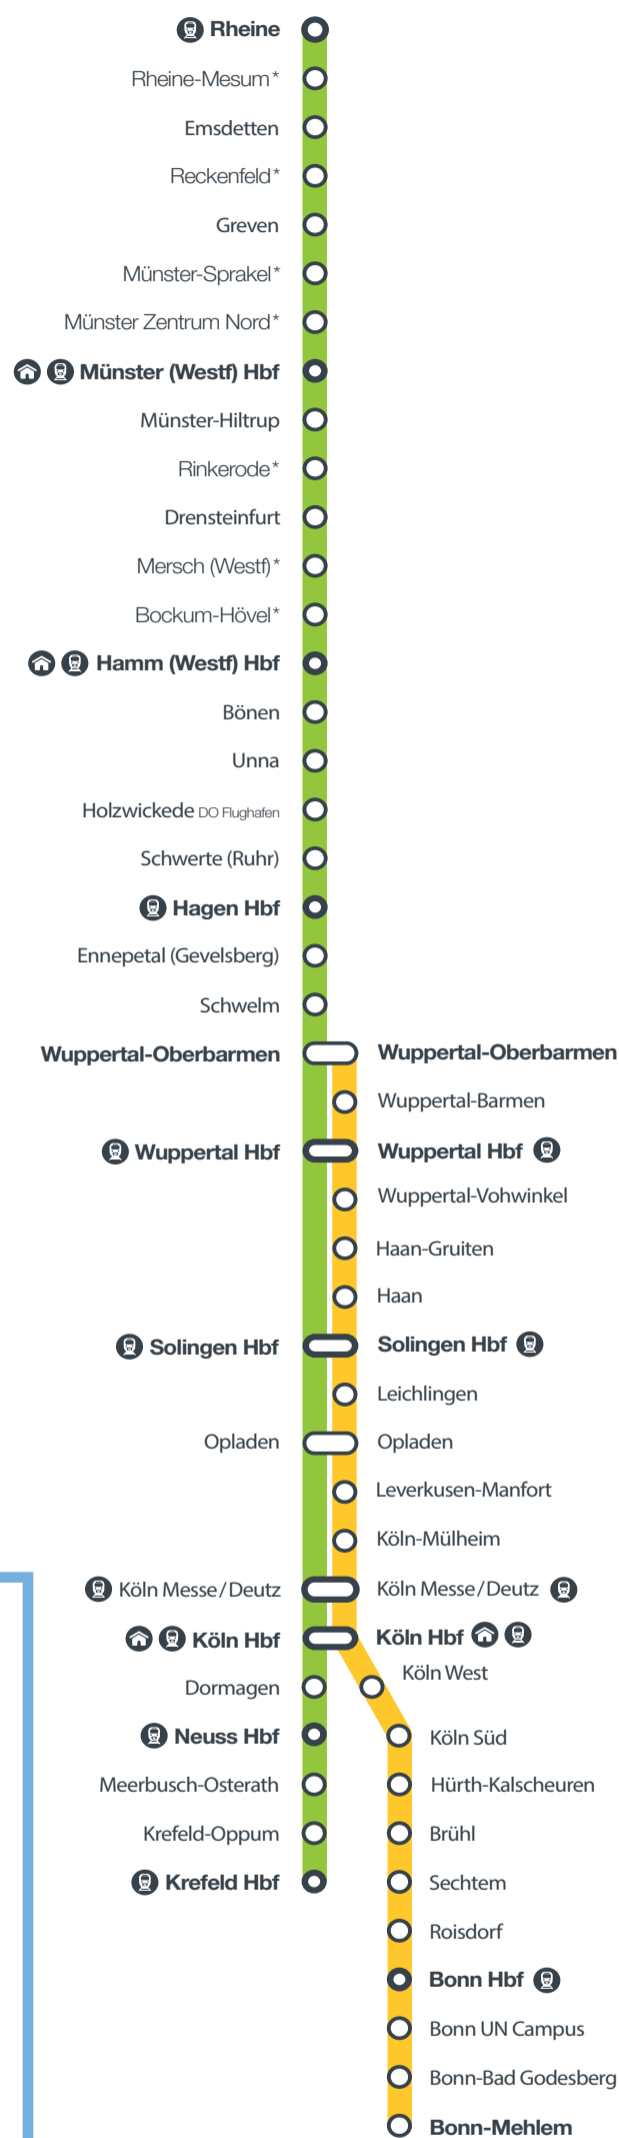 Rheine
Rheine-Mesum*
Emsdetten
Reckenfeld*
Greven
Münster-Sprakel*
Münster Zentrum Nord*
Münster (Westf) Hbf
Münster-Hiltrup
Rinkerode*
Drensteinfurt
Mersch (Westf)*
Bockum-Hövel*
Hamm (Westf) Hbf
Bönen
Unna
Holzwickede DO Flughafen
Schwerte (Ruhr)
Hagen Hbf
Ennepetal (Gevelsberg)
Schwelm
Wuppertal-Oberbarmen Wuppertal-Oberbarmen
Wuppertal-Barmen
Wuppertal Hbf Wuppertal Hbf
Wuppertal-Vohwinkel
Haan-Gruiten
Haan
Solingen Hbf Solingen Hbf
Leichlingen
Opladen Opladen
Leverkusen-Manfort
Köln-Mülheim
Köln Messe/Deutz Köln Messe/Deutz
Köln Hbf Köln Hbf
Dormagen Köln West
Neuss Hbf Köln Süd
Meerbusch-Osterath Hürth-Kalscheuren
Krefeld-Oppum Brühl
Krefeld Hbf Sechtem
Roisdorf
Bonn Hbf
Bonn UN Campus
Bonn-Bad Godesberg
Bonn-Mehlem